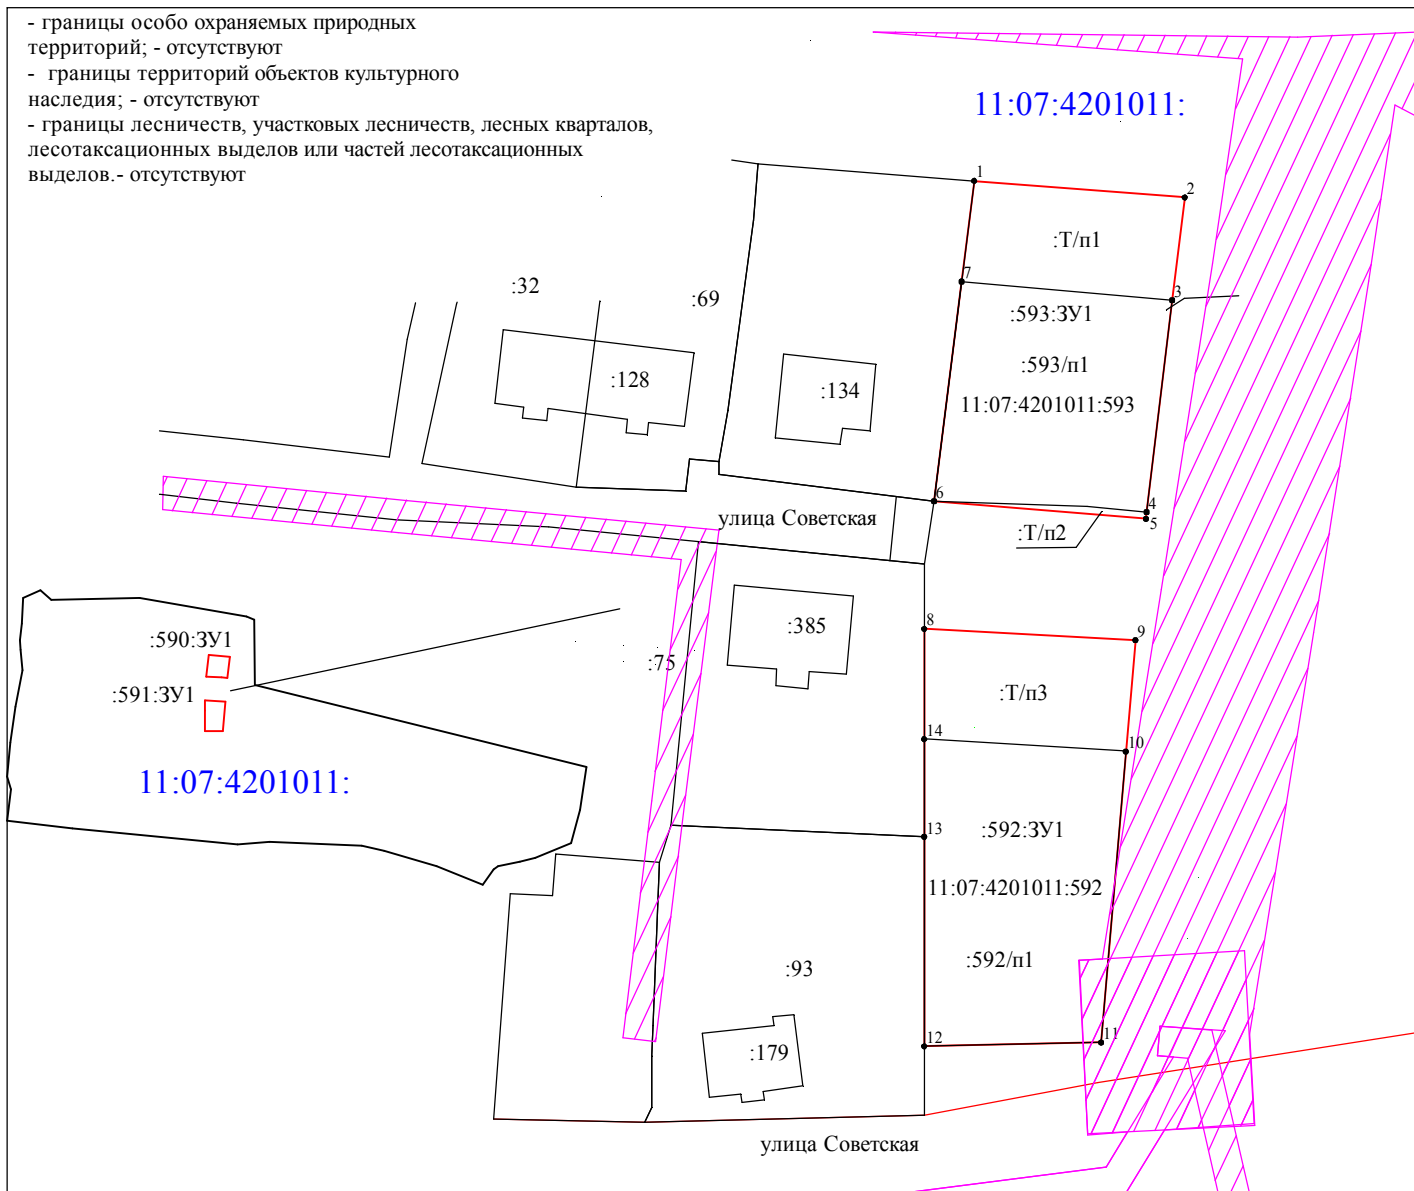 - границы особо охраняемых природных
территорий; - отсутствуют
- границы территорий объектов культурного
наследия; - отсутствуют
- границы лесничеств, участковых лесничеств, лесных кварталов,
лесотаксационных выделов или частей лесотаксационных
выделов.- отсутствуют
11:07:4201011:
1
2
:Т/п1
7
3
:32
:69
:593:ЗУ1
:593/п1
:128
:134
11:07:4201011:593
6
4
5
улица Советская
:Т/п2
8
9
:385
:590:ЗУ1
:75
:591:ЗУ1
:Т/п3
14
10
11:07:4201011:
13
:592:ЗУ1
11:07:4201011:592
:93
:592/п1
12
11
:179
улица Советская